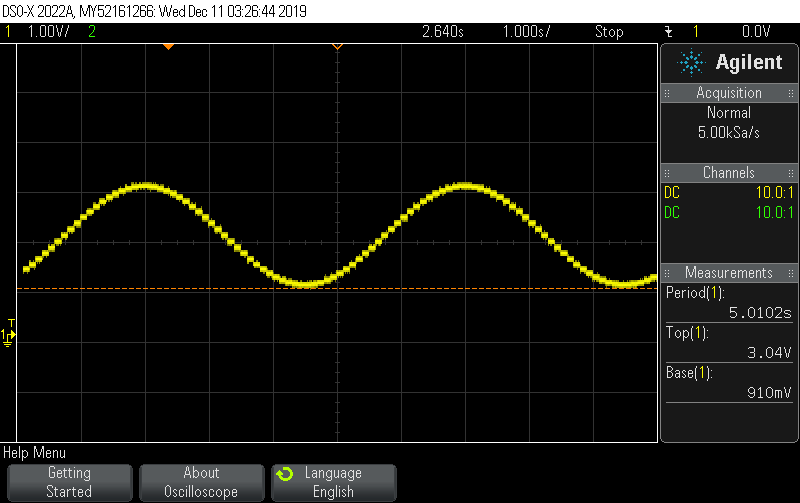 DSO-X 2022A, MY52161266: Wed Dec 11 03:26:44 2019
1 1.00V/ 2 2.640s 1.000s/ Stop 1 0.0V
Agilent
Acquisition
Normal
5.00kSa/s
Channels
DC 10.0:1
DC 10.0:1
Measurements
Period(1):
5.0102s
Top(1):
3.04V
Base(1):
910mV
T
1
Help Menu
Getting Started
About Oscilloscope
Language English